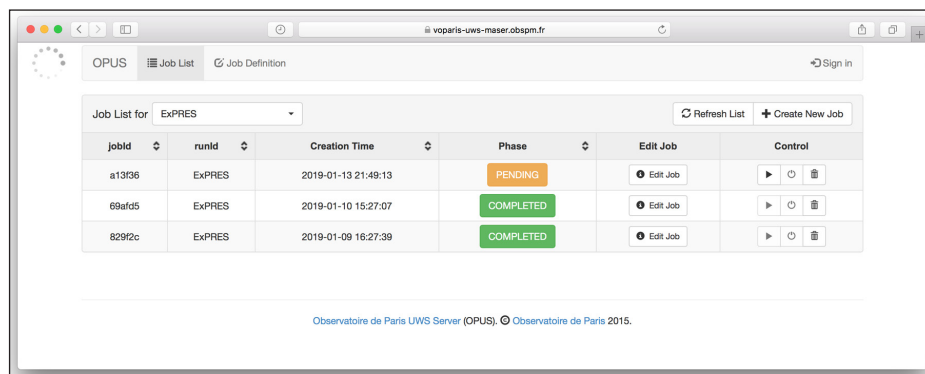 voparis-uws-maser.obspm.fr
OPUS Job List Job Definition Sign in
Job List for ExPRES Refresh List Create New Job
jobId runId Creation Time Phase Edit Job Control
a13f36 ExPRES 2019-01-13 21:49:13 PENDING Edit Job
69afd5 ExPRES 2019-01-10 15:27:07 COMPLETED Edit Job
829f2c ExPRES 2019-01-09 16:27:39 COMPLETED Edit Job
Observatoire de Paris UWS Server (OPUS). © Observatoire de Paris 2015.